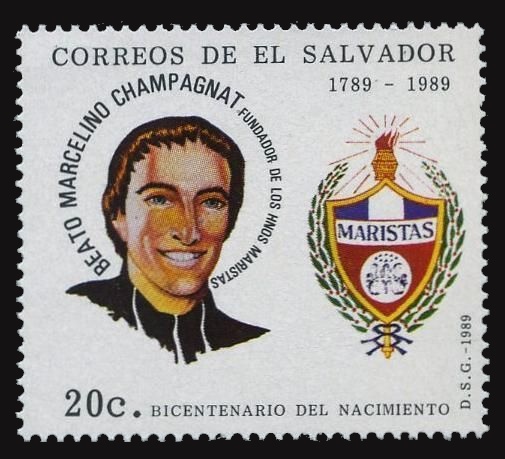 CORREOS DE EL SALVADOR
1789 - 1989
BEATO MARCELINO CHAMPAGNAT
FUNDADOR DE LOS HNOS MARISTAS
MARISTAS
D.S.G.-1989
20c. BICENTENARIO DEL NACIMIENTO